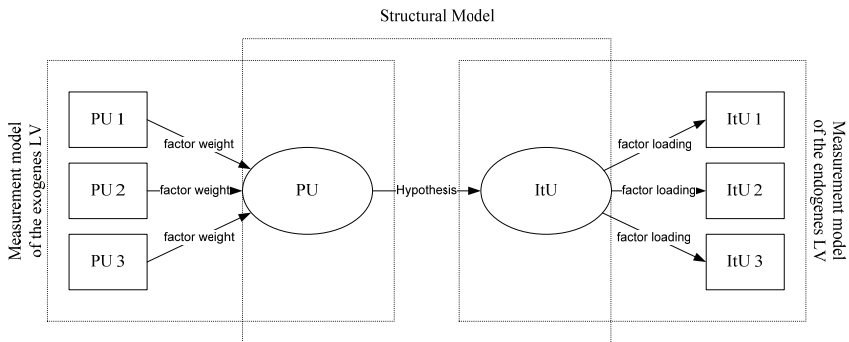 Structural Model
Measurement model
of the exogenes LV
PU 1
PU 2
PU 3
factor weight
factor weight
factor weight
PU
Hypothesis
ItU
factor loading
factor loading
factor loading
ItU 1
ItU 2
ItU 3
Measurement model
of the endogenes LV